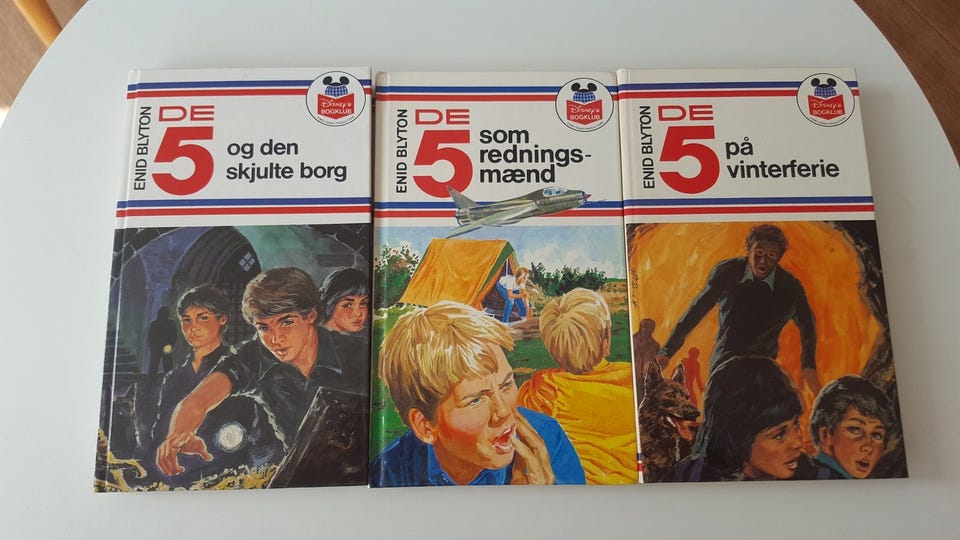 ENID BLYTON
DE
5
og den
skjulte borg
Disney's
BOGKLUB
ENID BLYTON
DE
5
som
rednings-
mænd
Disney's
BOGKLUB
ENID BLYTON
DE
5
på
vinterferie
Disney's
BOGKLUB